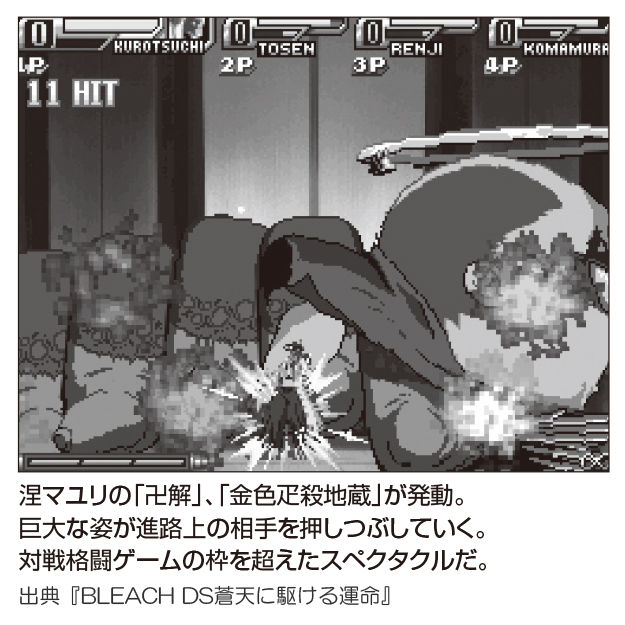 0 0 0 0
KUROTSUCHI TOSEN RENJI KOMAMURA
1P 2P 3P 4P
11 HIT
涅マユリの「卍解」、「金色疋殺地蔵」が発動。
巨大な姿が進路上の相手を押しつぶしていく。
対戦格闘ゲームの枠を超えたスペクタクルだ。
出典『BLEACH DS蒼天に駆ける運命』